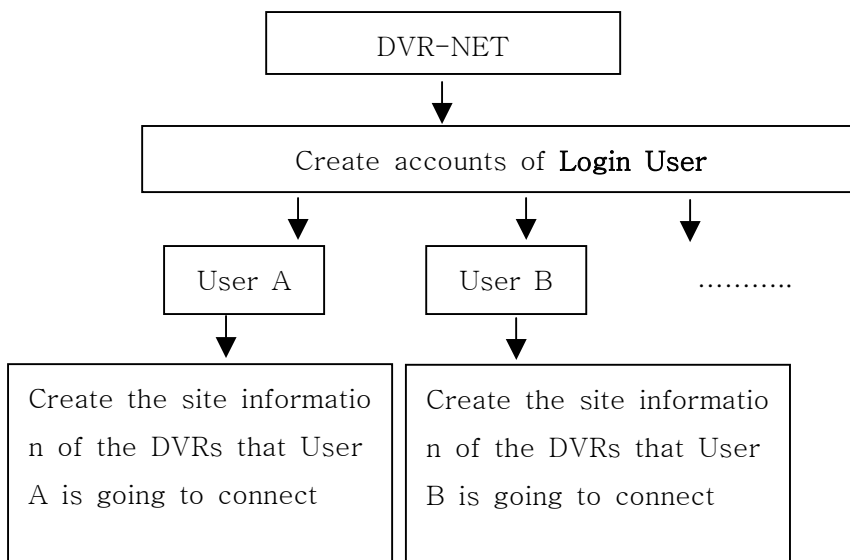 DVR-NET
Create accounts of Login User
User A
User B
...........
Create the site informatio
n of the DVRs that User
A is going to connect
Create the site informatio
n of the DVRs that User
B is going to connect